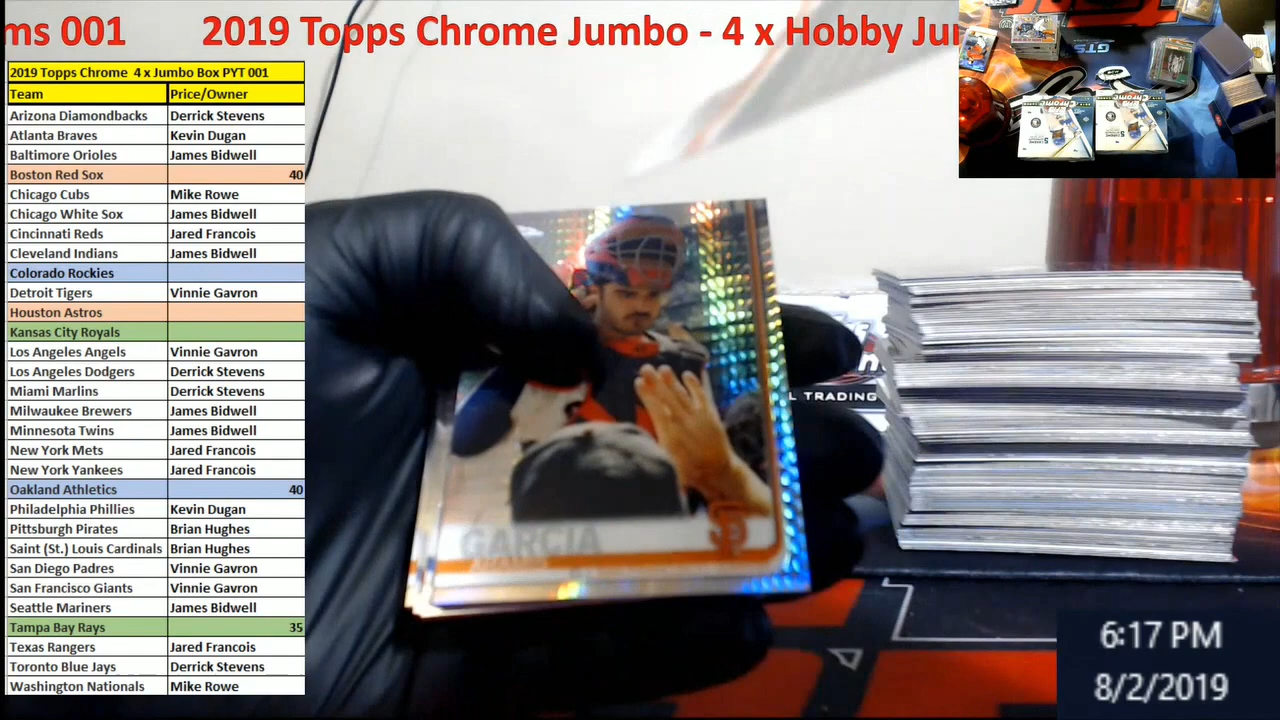 ms 001 2019 Topps Chrome Jumbo - 4 x Hobby Jum
2019 Topps Chrome 4 x Jumbo Box PYT 001
Team Price/Owner
Arizona Diamondbacks Derrick Stevens
Atlanta Braves Kevin Dugan
Baltimore Orioles James Bidwell
Boston Red Sox 40
Chicago Cubs Mike Rowe
Chicago White Sox James Bidwell
Cincinnati Reds Jared Francois
Cleveland Indians James Bidwell
Colorado Rockies
Detroit Tigers Vinnie Gavron
Houston Astros
Kansas City Royals
Los Angeles Angels Vinnie Gavron
Los Angeles Dodgers Derrick Stevens
Miami Marlins Derrick Stevens
Milwaukee Brewers James Bidwell
Minnesota Twins James Bidwell
New York Mets Jared Francois
New York Yankees Jared Francois
Oakland Athletics 40
Philadelphia Phillies Kevin Dugan
Pittsburgh Pirates Brian Hughes
Saint (St.) Louis Cardinals Brian Hughes
San Diego Padres Vinnie Gavron
San Francisco Giants Vinnie Gavron
Seattle Mariners James Bidwell
Tampa Bay Rays 35
Texas Rangers Jared Francois
Toronto Blue Jays Derrick Stevens
Washington Nationals Mike Rowe
GARCIA
ARAMIS
SF
L TRADING
GTS
6:17 PM
8/2/2019